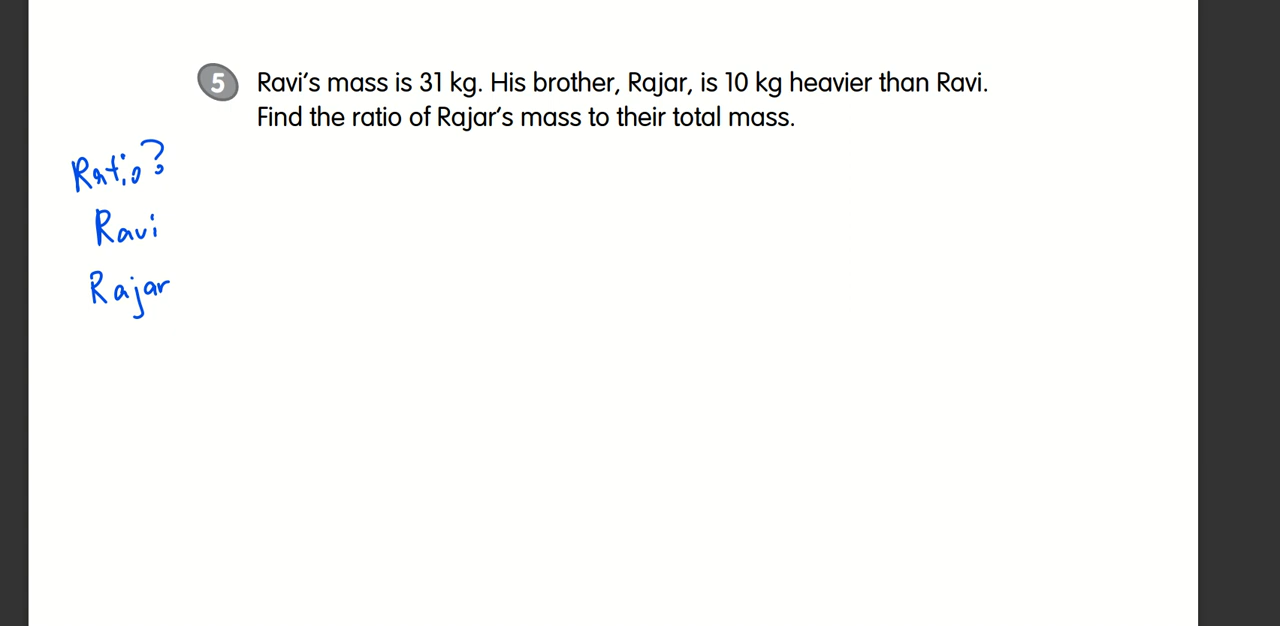 5 Ravi's mass is 31 kg. His brother, Rajar, is 10 kg heavier than Ravi.
Find the ratio of Rajar's mass to their total mass.
Ratio?
Ravi
Rajar